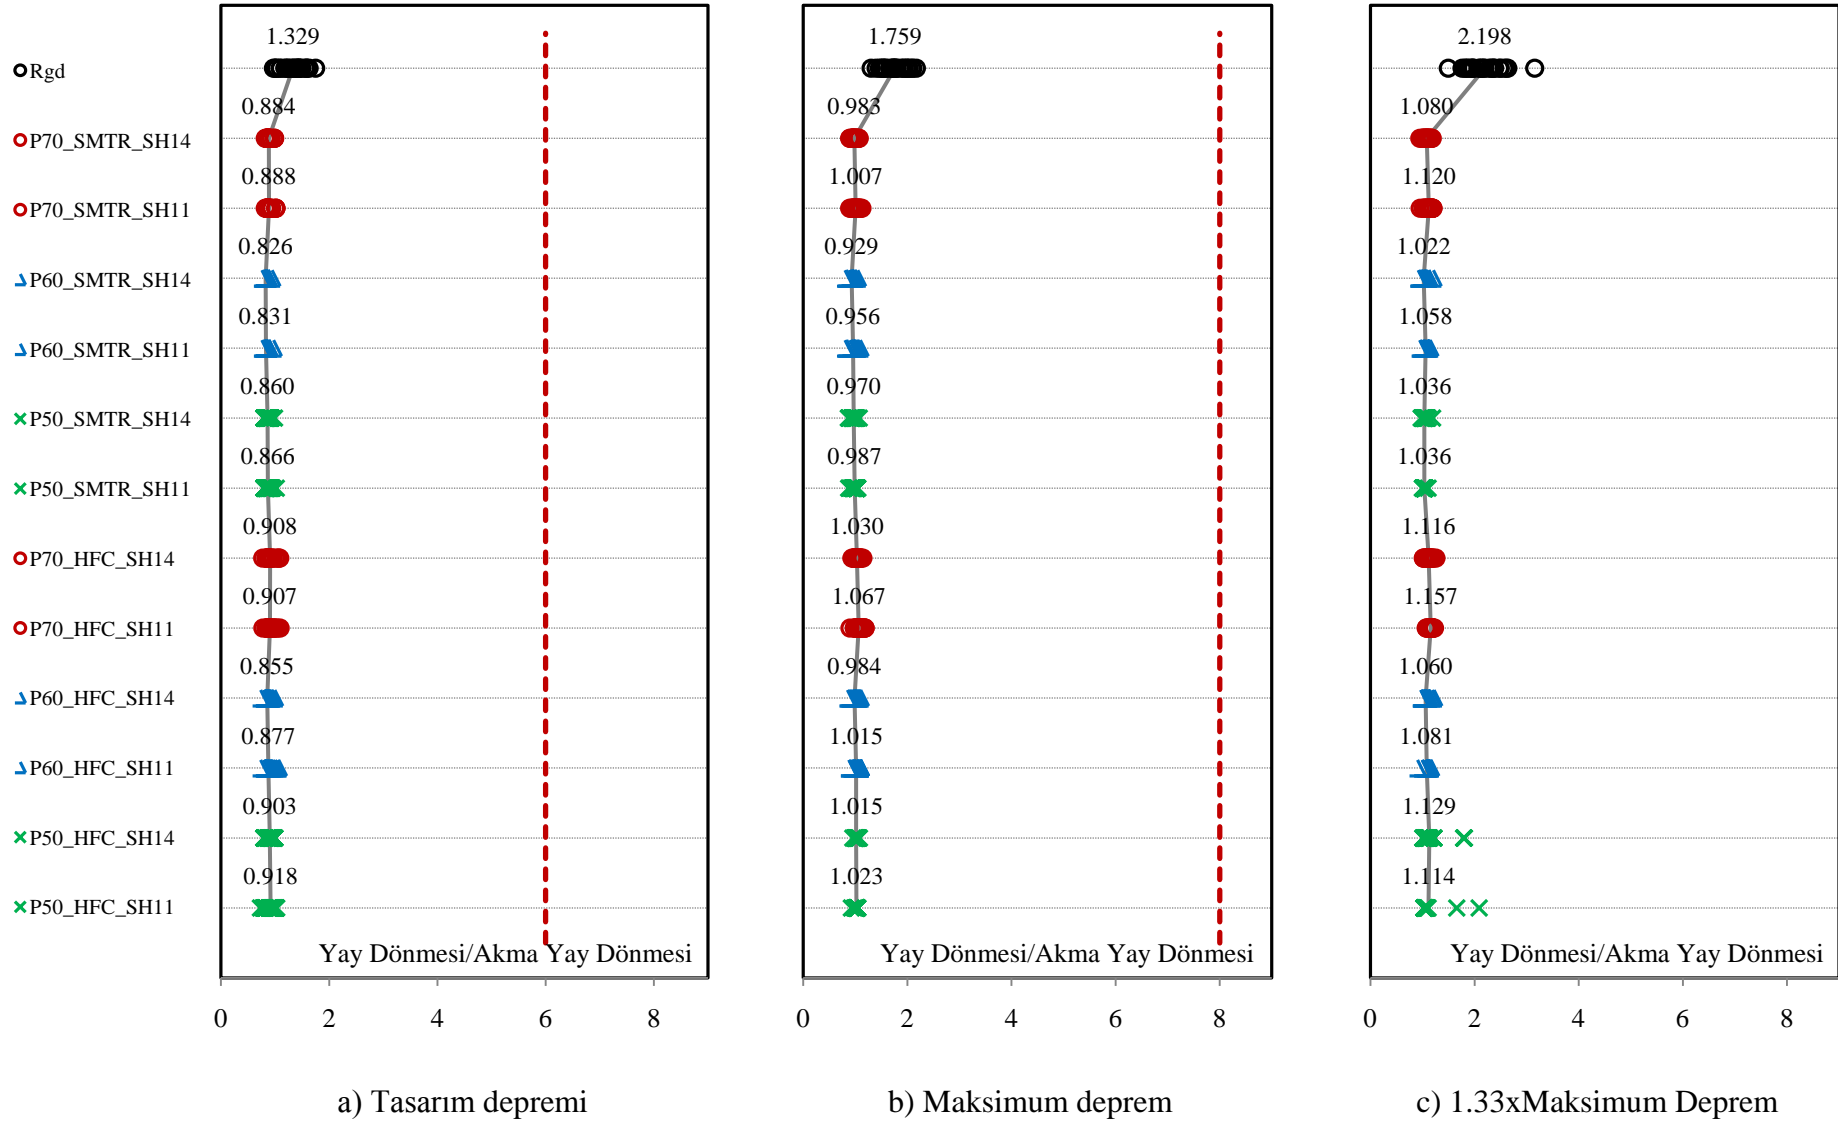 1.329 1.759 2.198
Rgd
0.884 0.983 1.080
P70_SMTR_SH14
0.888 1.007 1.120
P70_SMTR_SH11
0.826 0.929 1.022
P60_SMTR_SH14
0.831 0.956 1.058
P60_SMTR_SH11
0.860 0.970 1.036
P50_SMTR_SH14
0.866 0.987 1.036
P50_SMTR_SH11
0.908 1.030 1.116
P70_HFC_SH14
0.907 1.067 1.157
P70_HFC_SH11
0.855 0.984 1.060
P60_HFC_SH14
0.877 1.015 1.081
P60_HFC_SH11
0.903 1.015 1.129
P50_HFC_SH14
0.918 1.023 1.114
P50_HFC_SH11
Yay Dönmesi/Akma Yay Dönmesi Yay Dönmesi/Akma Yay Dönmesi Yay Dönmesi/Akma Yay Dönmesi
0 2 4 6 8 0 2 4 6 8 0 2 4 6 8
a) Tasarım depremi b) Maksimum deprem c) 1.33xMaksimum Deprem